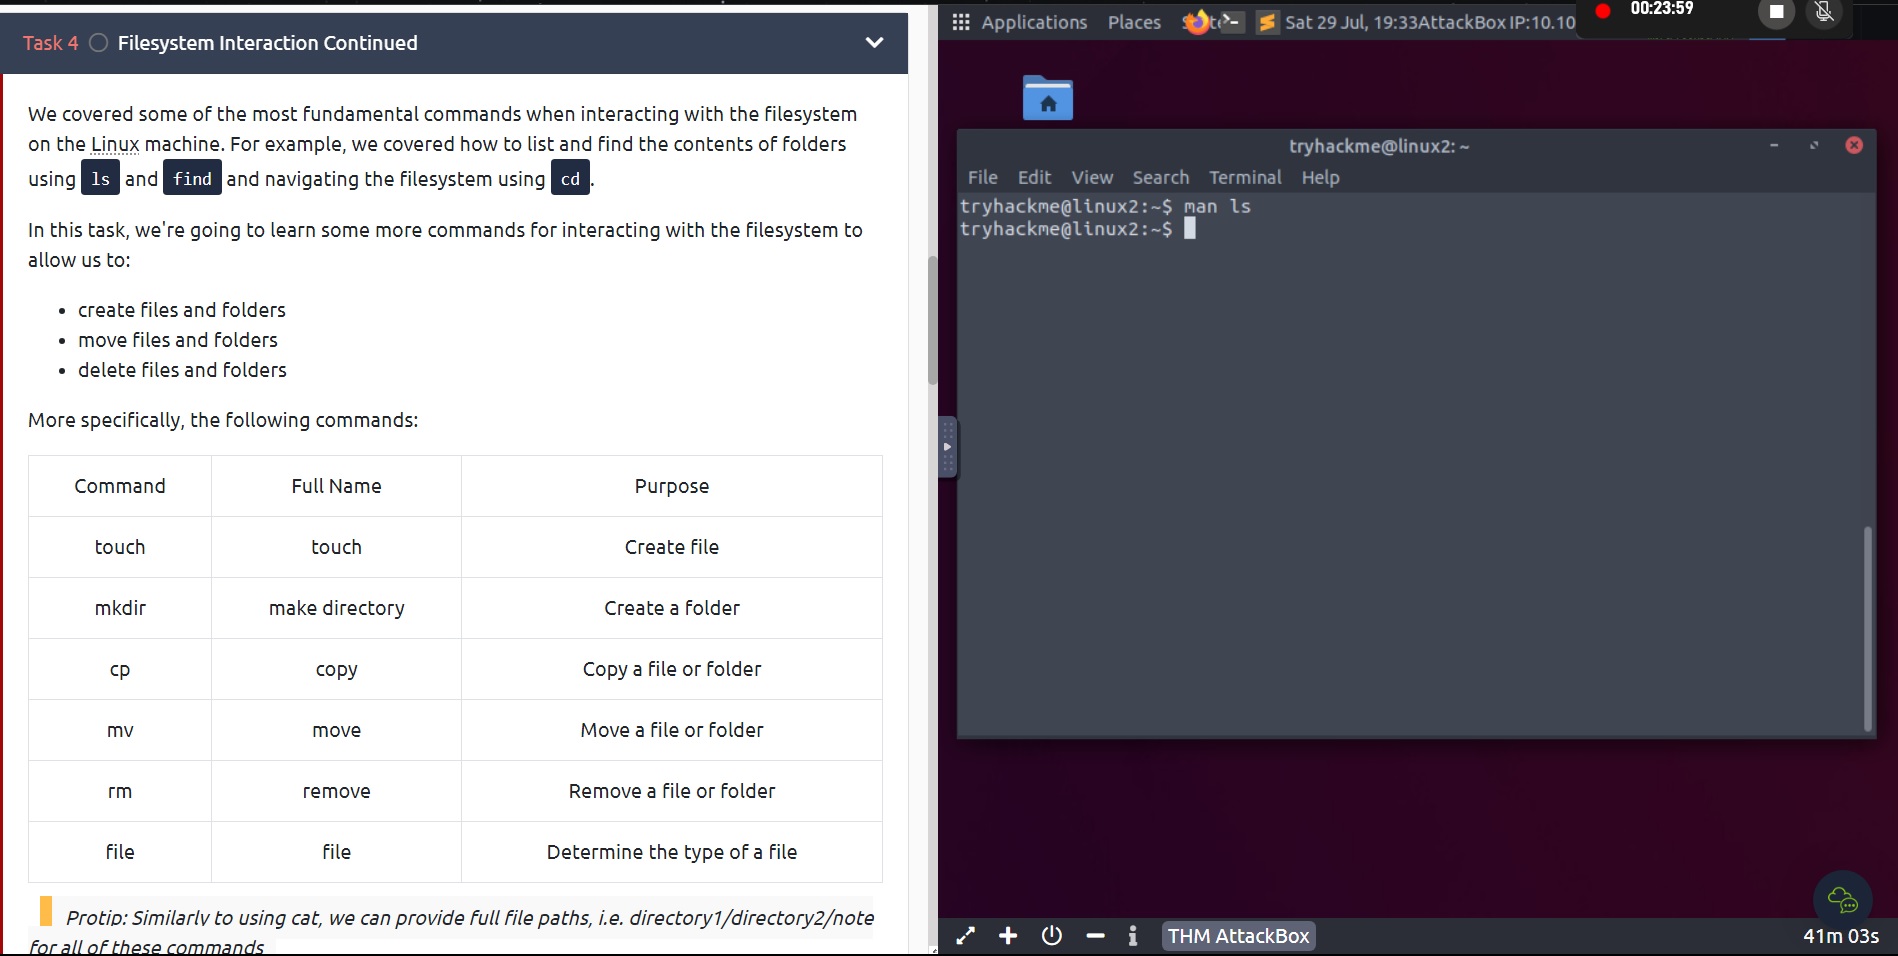 Task 4 Filesystem Interaction Continued
We covered some of the most fundamental commands when interacting with the filesystem
on the Linux machine. For example, we covered how to list and find the contents of folders
using ls and find and navigating the filesystem using cd.
In this task, we're going to learn some more commands for interacting with the filesystem to
allow us to:
• create files and folders
• move files and folders
• delete files and folders
More specifically, the following commands:
Command Full Name Purpose
touch touch Create file
mkdir make directory Create a folder
cp copy Copy a file or folder
mv move Move a file or folder
rm remove Remove a file or folder
file file Determine the type of a file
Protip: Similarly to using cat, we can provide full file paths, i.e. directory1/directory2/note
for all of these commands
Applications Places Sat 29 Jul, 19:33 AttackBox IP:10.10
00:23:59
tryhackme@linux2: ~
File Edit View Search Terminal Help
tryhackme@linux2:~$ man ls
tryhackme@linux2:~$
THM AttackBox
41m 03s